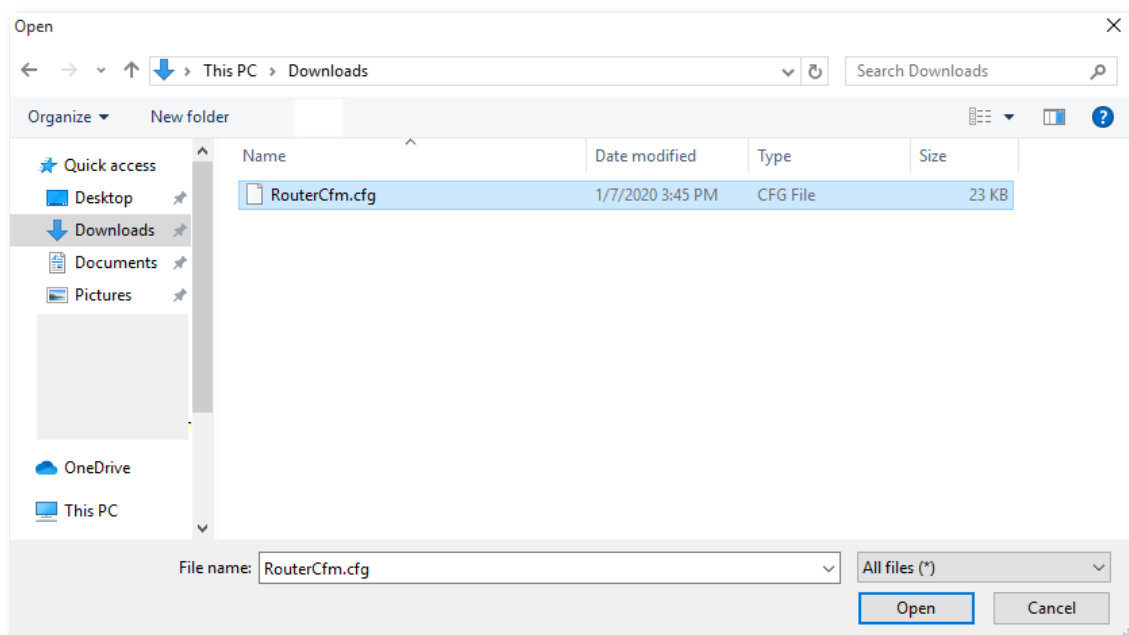 Open
This PC > Downloads
Search Downloads
Organize
New folder
Name
Date modified
Type
Size
RouterCfm.cfg
1/7/2020 3:45 PM
CFG File
23 KB
Quick access
Desktop
Downloads
Documents
Pictures
OneDrive
This PC
File name:
RouterCfm.cfg
All files (*)
Open
Cancel